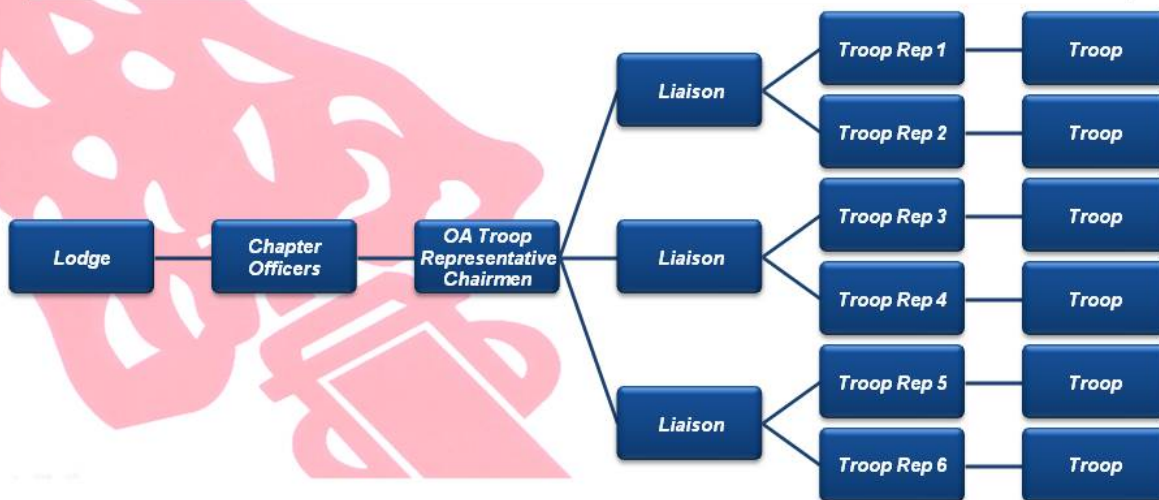 Lodge
Chapter
Officers
OA Troop
Representative
Chairmen
Liaison
Troop Rep 1
Troop
Troop Rep 2
Troop
Liaison
Troop Rep 3
Troop
Troop Rep 4
Troop
Liaison
Troop Rep 5
Troop
Troop Rep 6
Troop